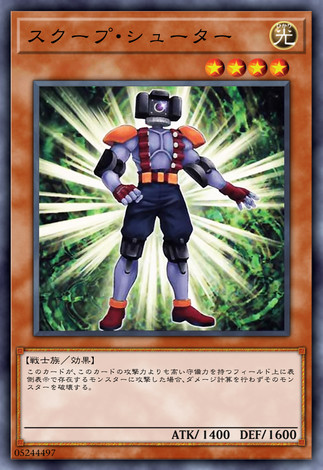 スクープ・シューター
光
【戦士族／効果】
このカードが、このカードの攻撃力より七高い守備力を持つフィールド上に表
側表示で存在するモンスターに攻撃した場合、ダメージ計算を行わずそのモン
スターを破壊する。
ATK/ 1400 DEF/1600
05244497